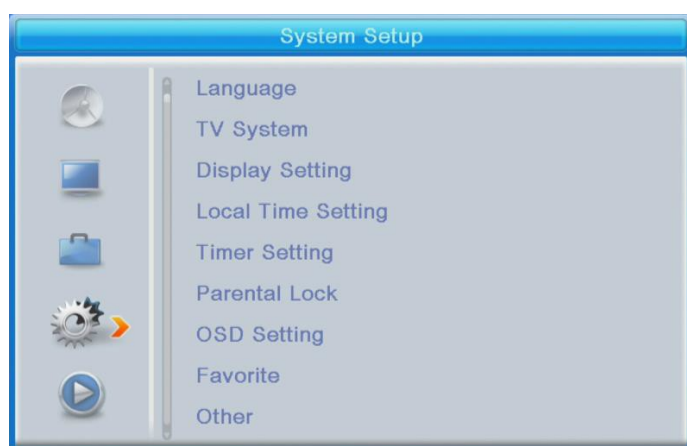 System Setup
Language
TV System
Display Setting
Local Time Setting
Timer Setting
Parental Lock
OSD Setting
Favorite
Other